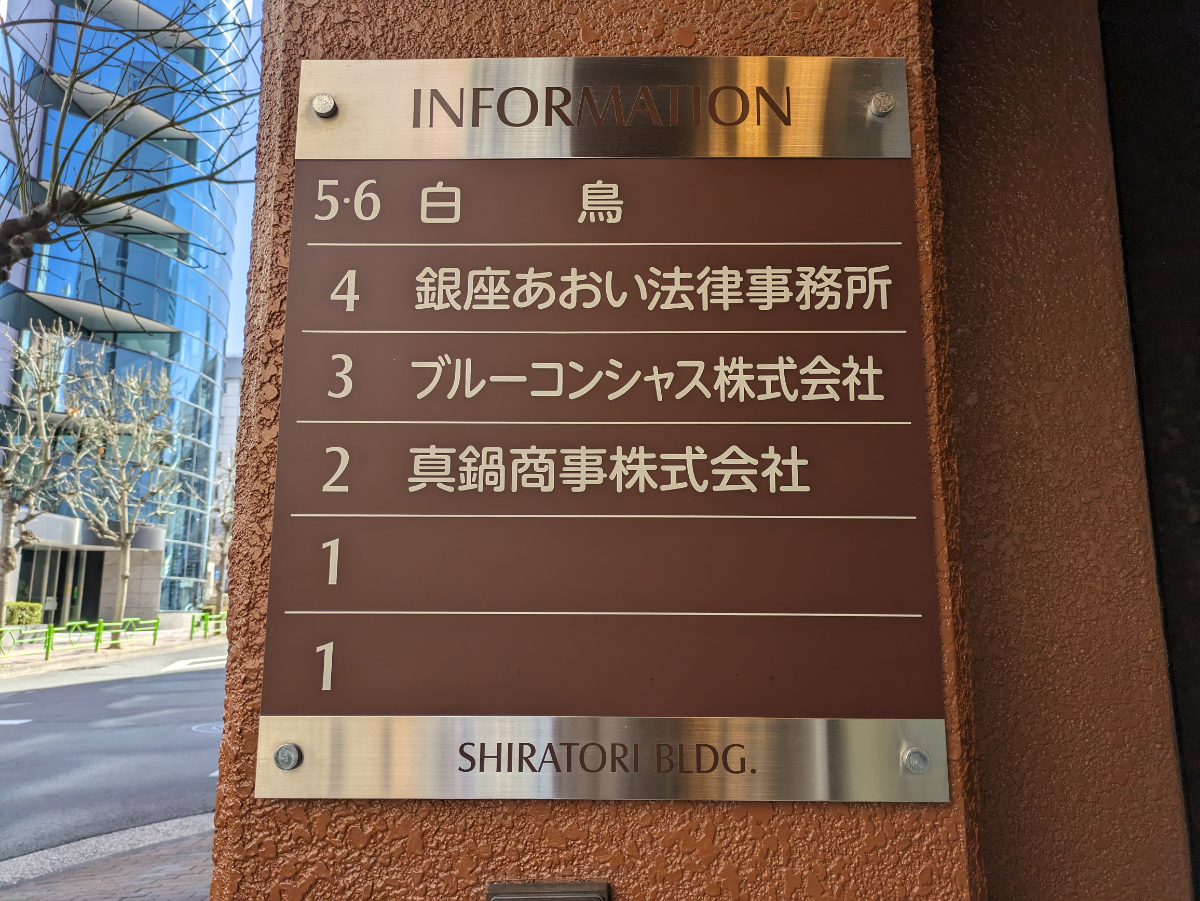 INFORMATION
5·6 白 鳥
4 銀座あおい法律事務所
3 ブルーコンシャス株式会社
2 真鍋商事株式会社
1
1
SHIRATORI BLDG.